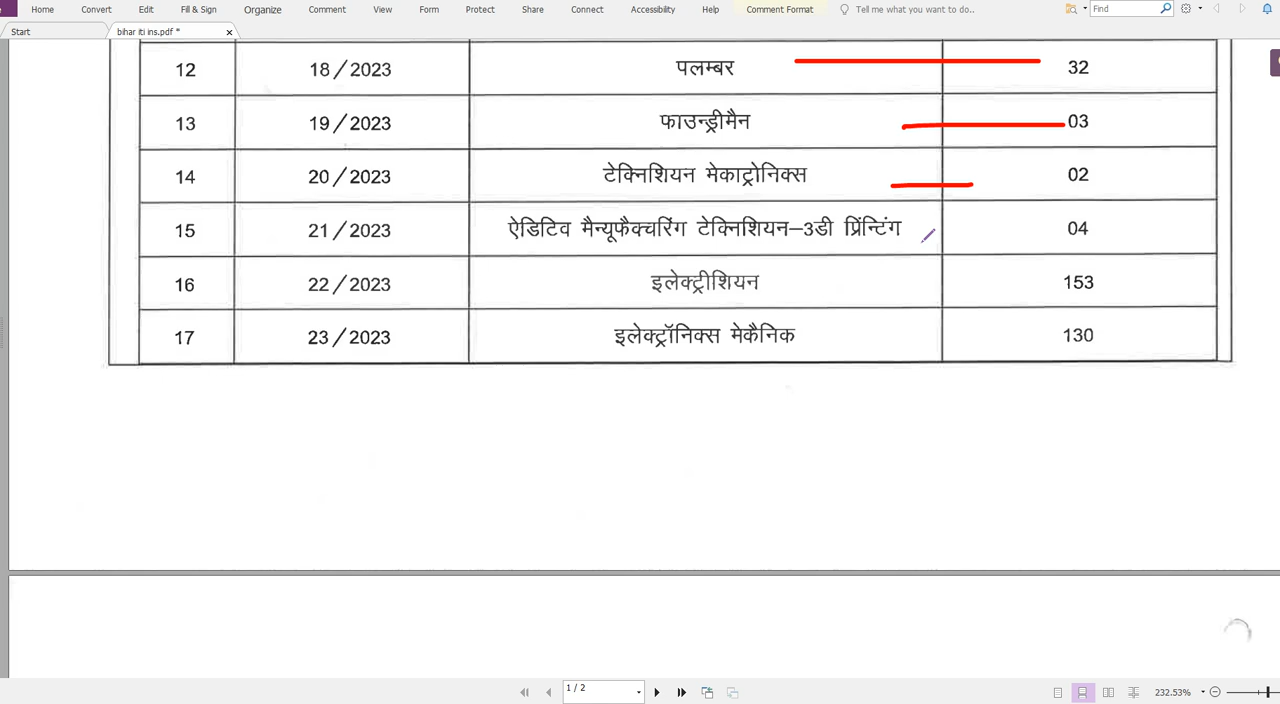 Home Convert Edit Fill & Sign Organize Comment View Form Protect Share Connect Accessibility Help Comment Format Tell me what you want to do.. Find
Start bihar iti ins.pdf *
12 18/2023 पलम्बर 32
13 19/2023 फाउन्ड्रीमैन 03
14 20/2023 टेक्निशियन मेकाट्रोनिक्स 02
15 21/2023 ऐडिटिव मैन्यूफैक्चरिंग टेक्निशियन–3डी प्रिंन्टिंग 04
16 22/2023 इलेक्ट्रीशियन 153
17 23/2023 इलेक्ट्रॉनिक्स मेकैनिक 130
1 / 2 232.53%